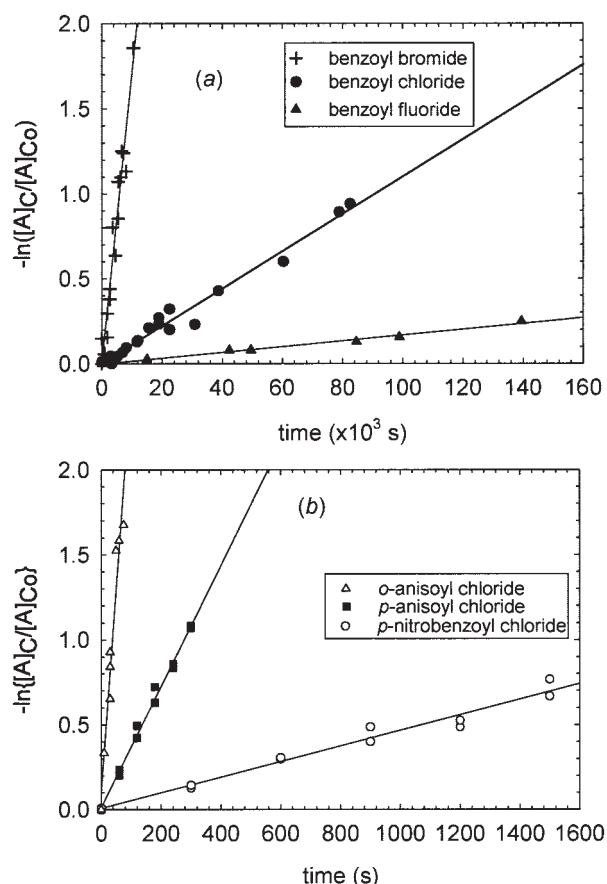 2.0
1.5
1.0
0.5
0.0
-ln([A]C/[A]Co)
(a)
benzoyl bromide
benzoyl chloride
benzoyl fluoride
0 20 40 60 80 100 120 140 160
time (x10³ s)
2.0
1.5
1.0
0.5
0.0
-ln{[A]C/[A]Co}
(b)
o-anisoyl chloride
p-anisoyl chloride
p-nitrobenzoyl chloride
0 200 400 600 800 1000 1200 1400 1600
time (s)